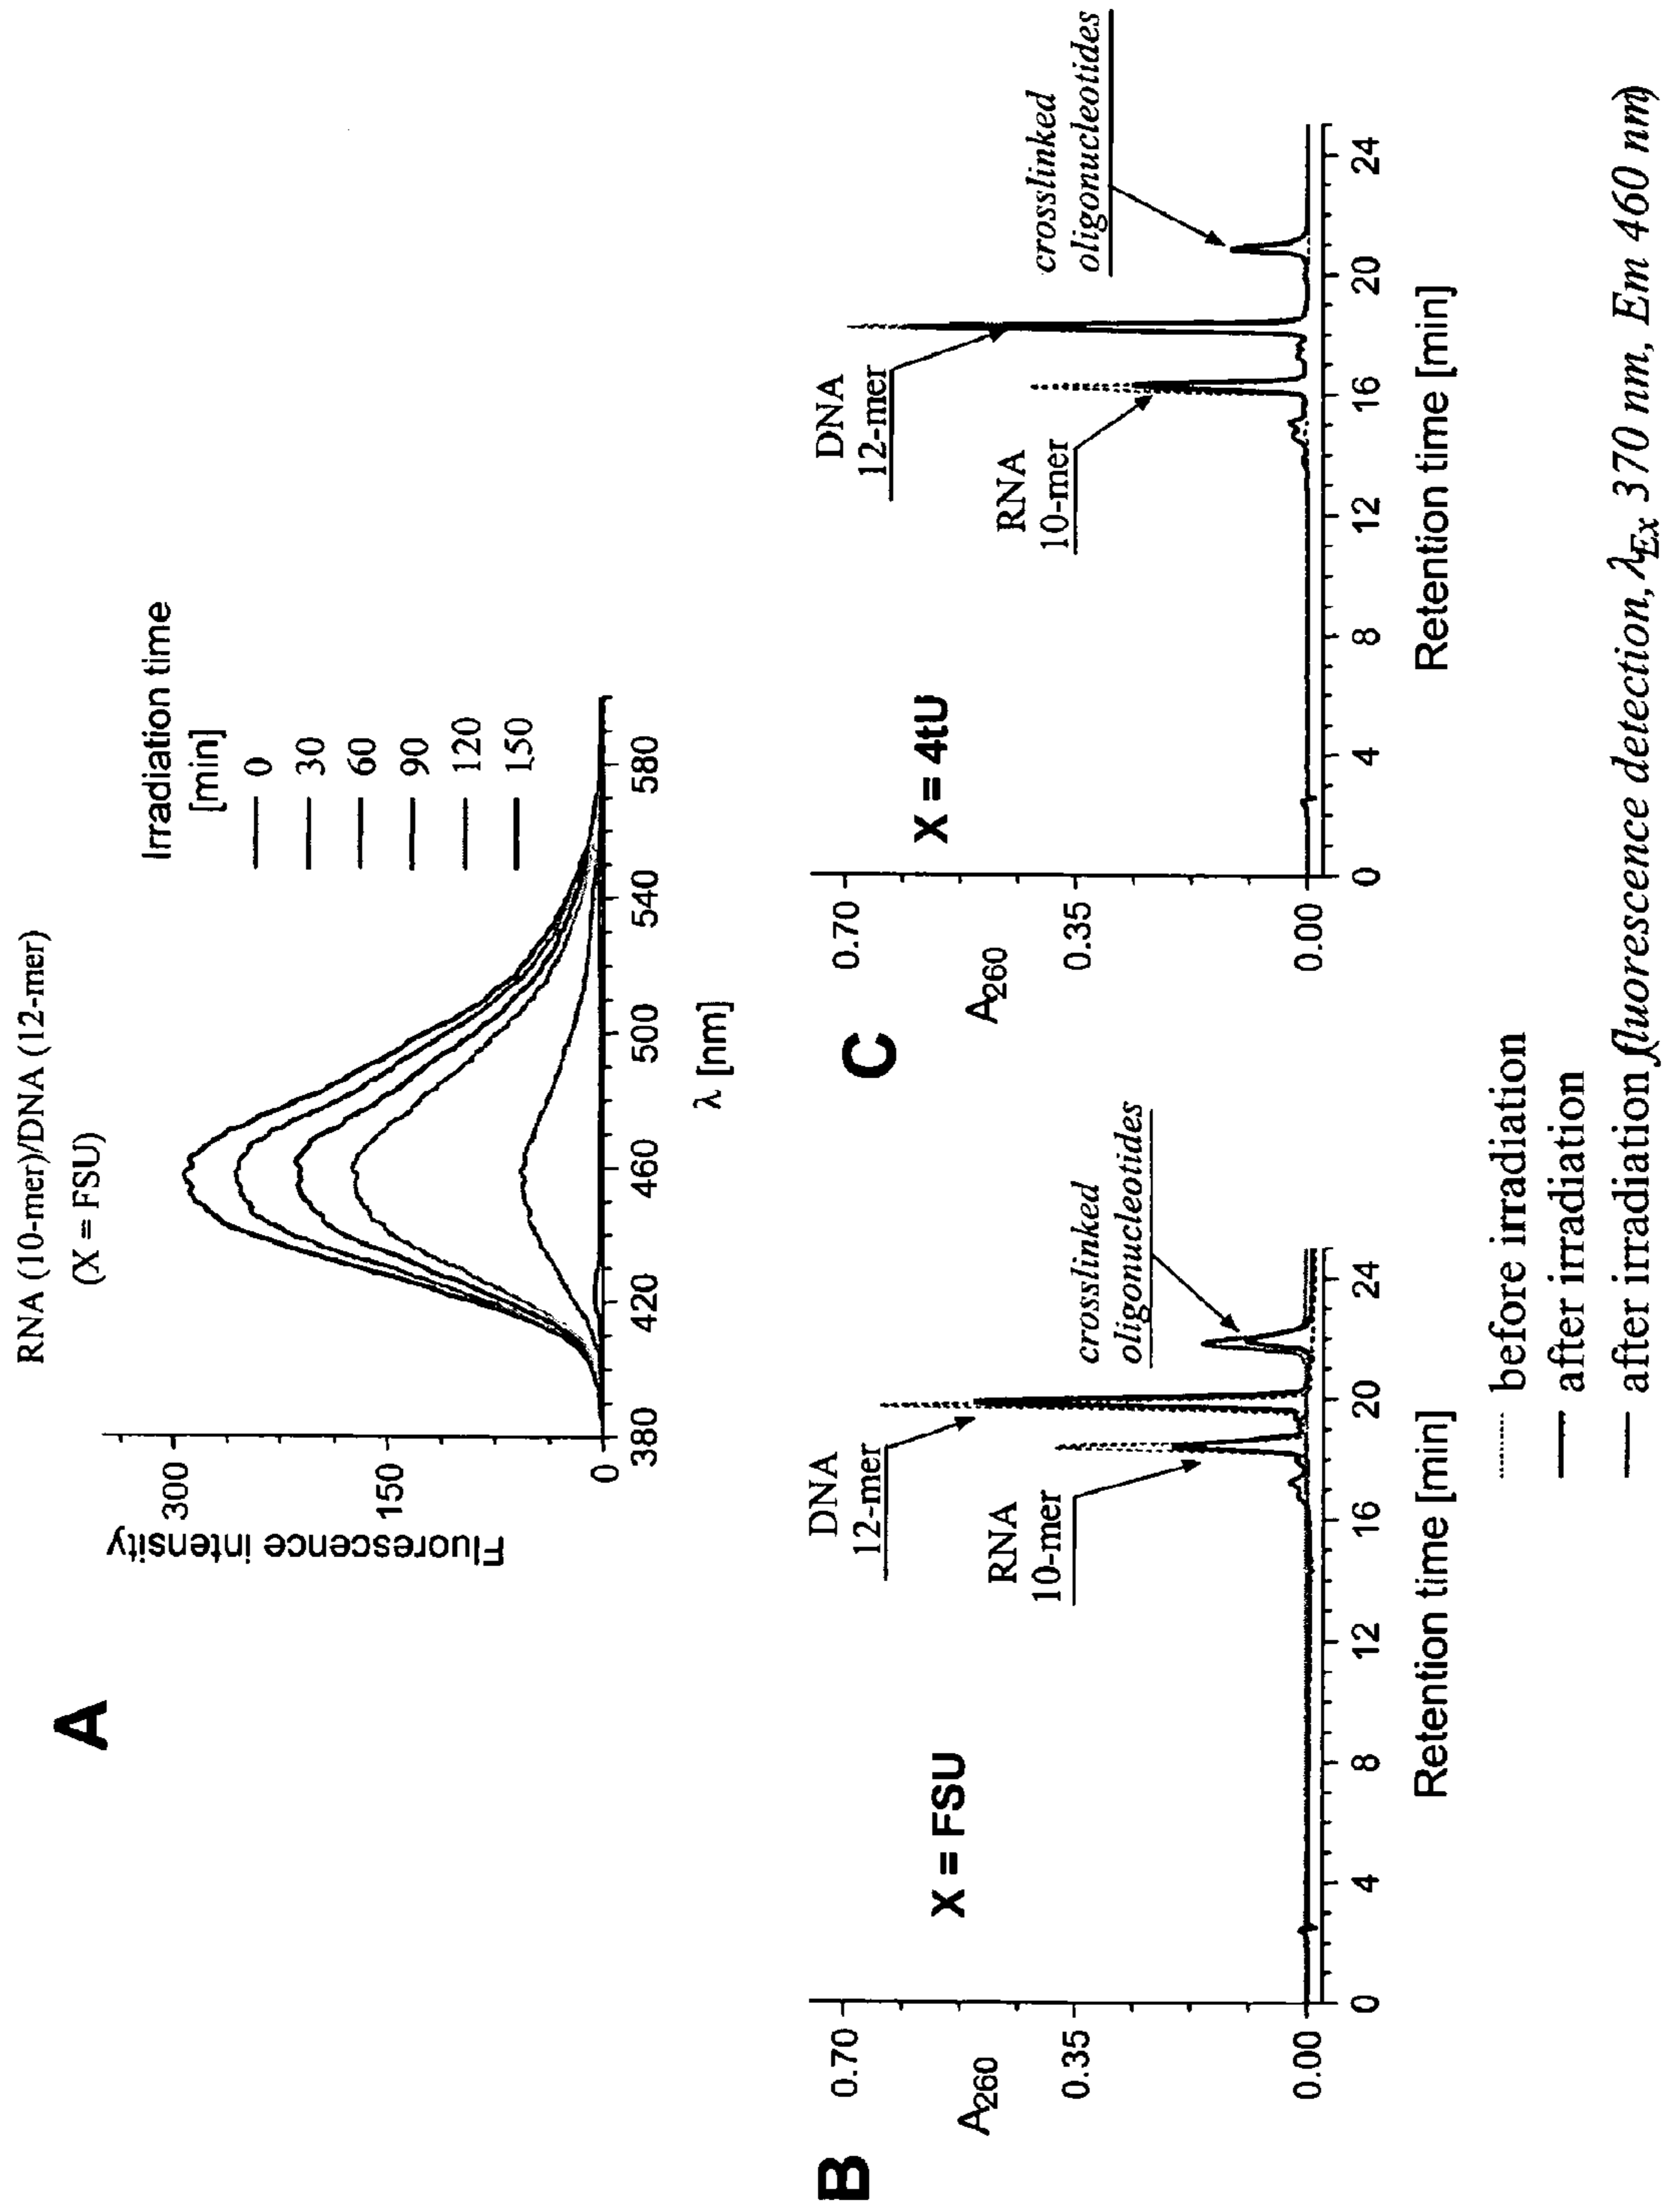 A
RNA (10-mer)/DNA (12-mer)
(X = FSU)
Fluorescence intensity
300
150
0
380
420
460
500
540
580
λ [nm]
Irradiation time
[min]
0
30
60
90
120
150
B
A260
0.70
0.35
0.00
X = FSU
DNA
12-mer
RNA
10-mer
crosslinked
oligonucleotides
0
4
8
12
16
20
24
Retention time [min]
C
A260
0.70
0.35
0.00
X = 4tU
DNA
12-mer
RNA
10-mer
crosslinked
oligonucleotides
0
4
8
12
16
20
24
Retention time [min]
before irradiation
after irradiation
after irradiation fluorescence detection, λEx 370 nm, Em 460 nm)